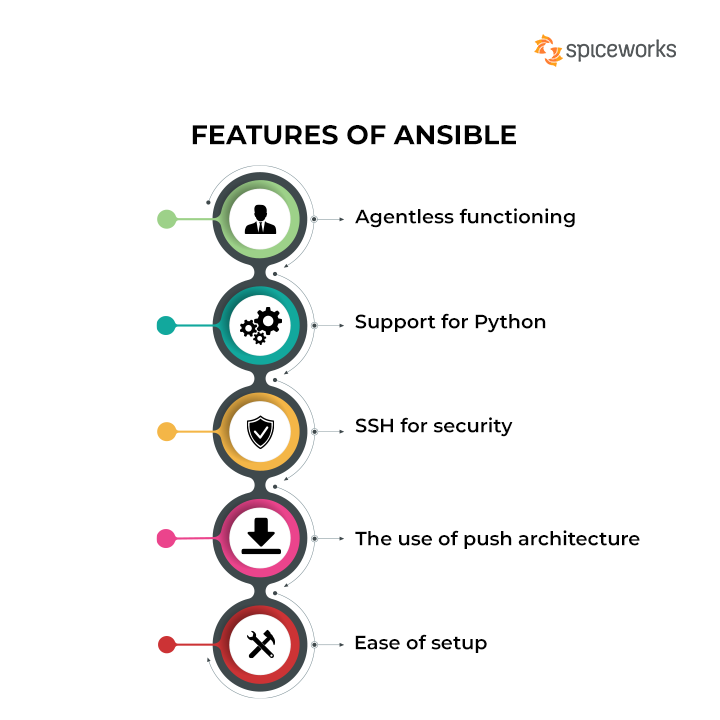 spiceworks
FEATURES OF ANSIBLE
Agentless functioning
Support for Python
SSH for security
The use of push architecture
Ease of setup